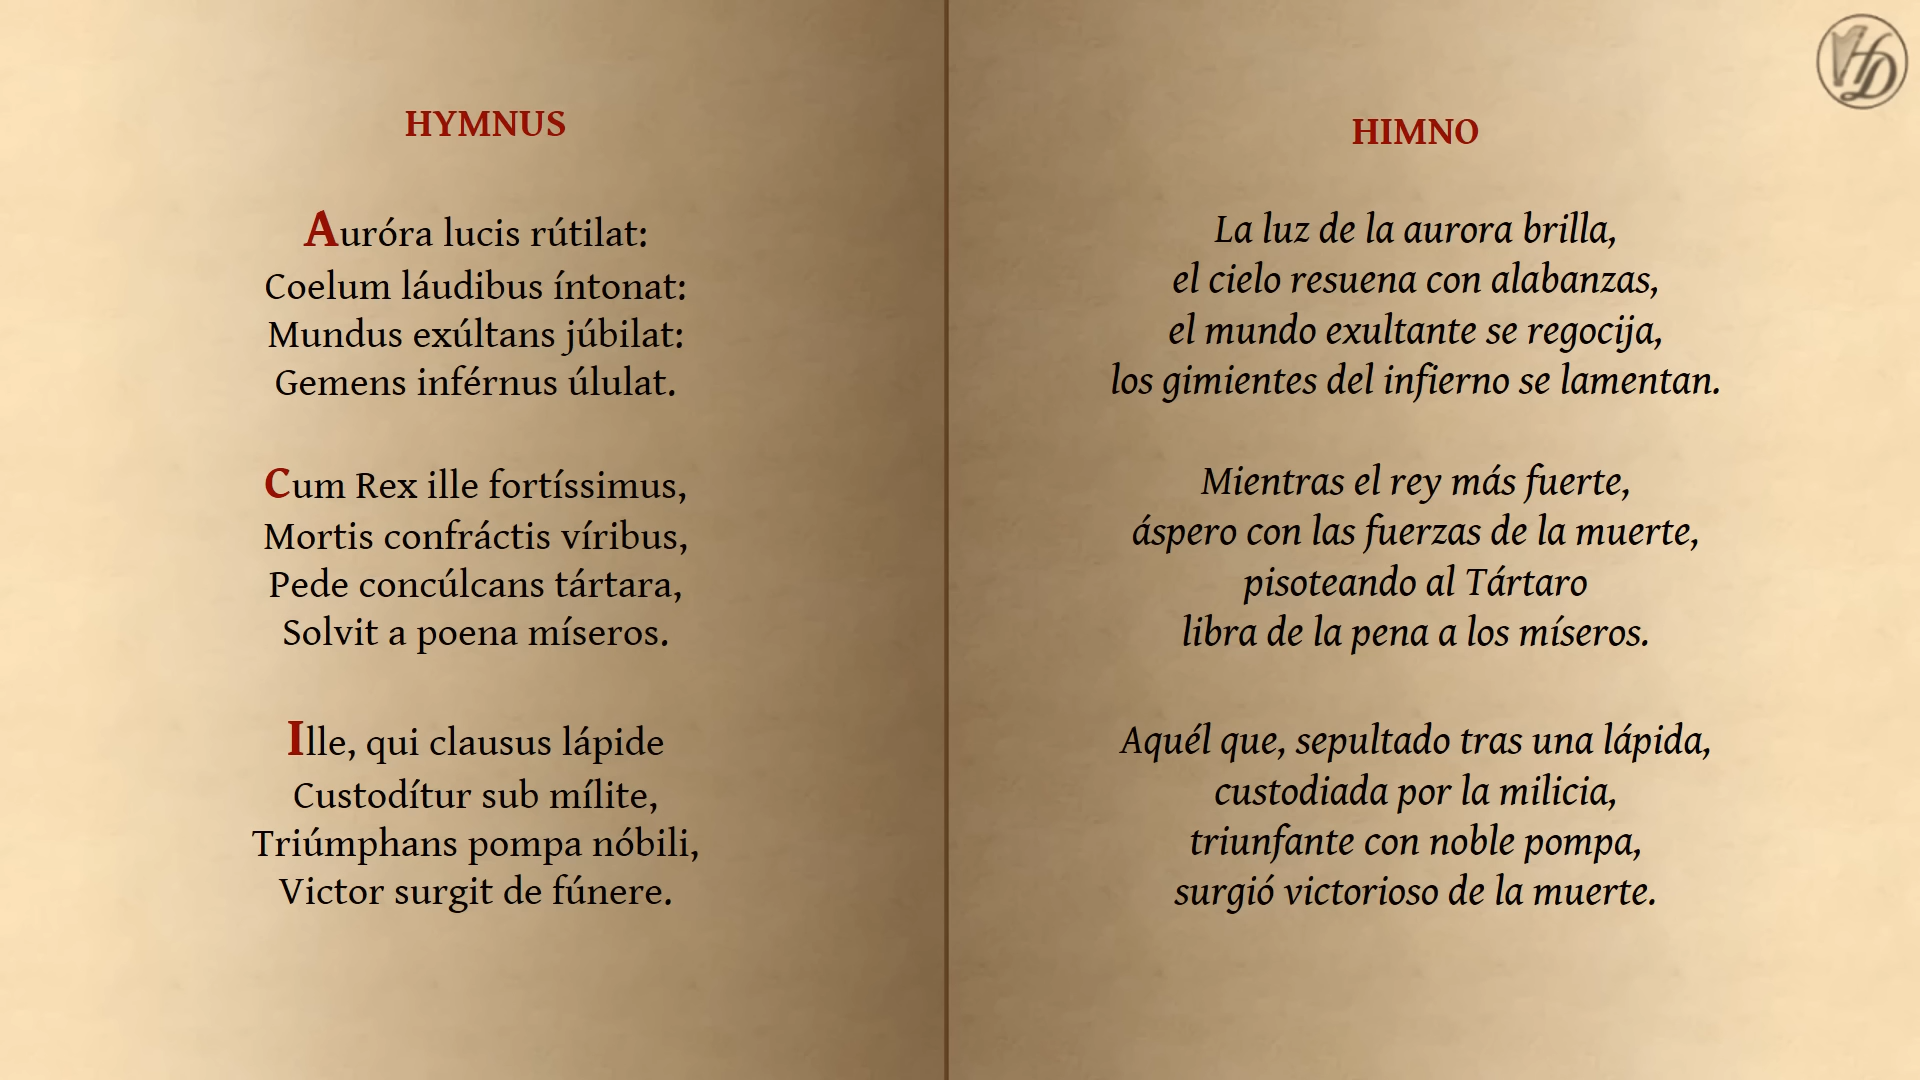 HYMNUS
Auróra lucis rútilat:
Coelum láudibus íntonat:
Mundus exúltans júbilat:
Gemens inférnus úlulat.
Cum Rex ille fortíssimus,
Mortis confráctis víribus,
Pede concúlcans tártara,
Solvit a poena míseros.
Ille, qui clausus lápide
Custodítur sub mílite,
Triúmphans pompa nóbili,
Victor surgit de fúnere.
HIMNO
La luz de la aurora brilla,
el cielo resuena con alabanzas,
el mundo exultante se regocija,
los gimientes del infierno se lamentan.
Mientras el rey más fuerte,
áspero con las fuerzas de la muerte,
pisoteando al Tártaro
libra de la pena a los míseros.
Aquél que, sepultado tras una lápida,
custodiada por la milicia,
triunfante con noble pompa,
surgió victorioso de la muerte.
HD